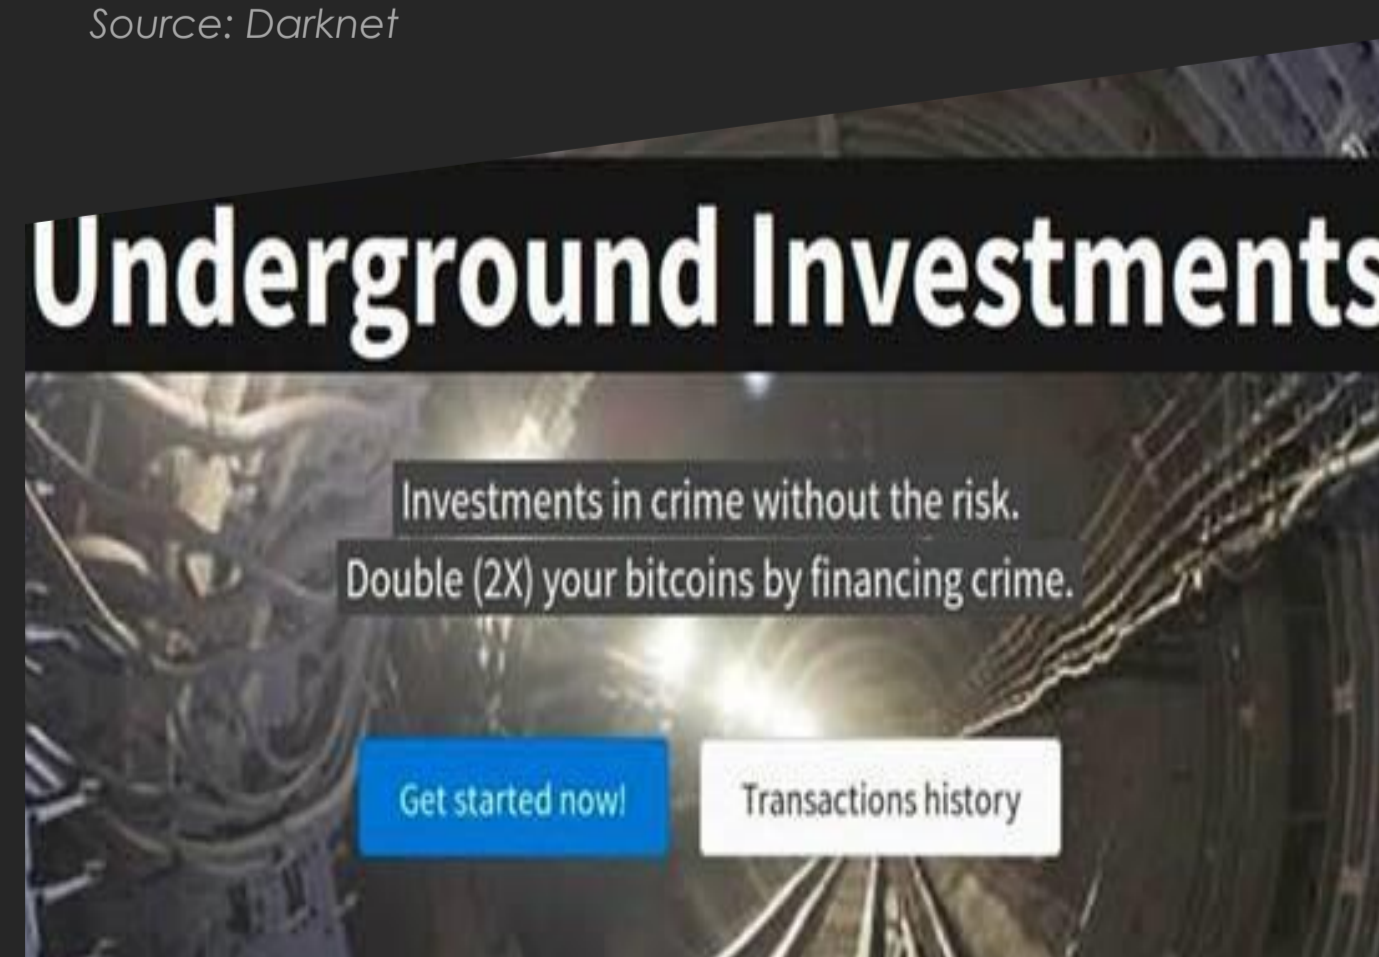 Source: Darknet
Underground Investments
Investments in crime without the risk.
Double (2X) your bitcoins by financing crime.
Get started now!
Transactions history